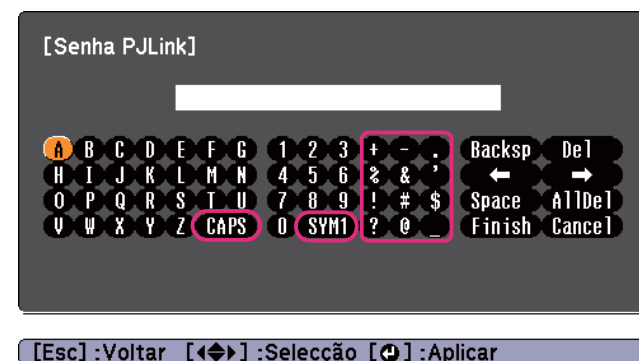 [Senha PJLink]
A B C D E F G 1 2 3 + - . Backsp Del
H I J K L M N 4 5 6 % & ' ← →
O P Q R S T U 7 8 9 ! # $ Space AllDel
V W X Y Z CAPS 0 SYM1 ? @ _ Finish Cancel
[Esc] :Voltar [◆] :Selecção [↵] :Aplicar